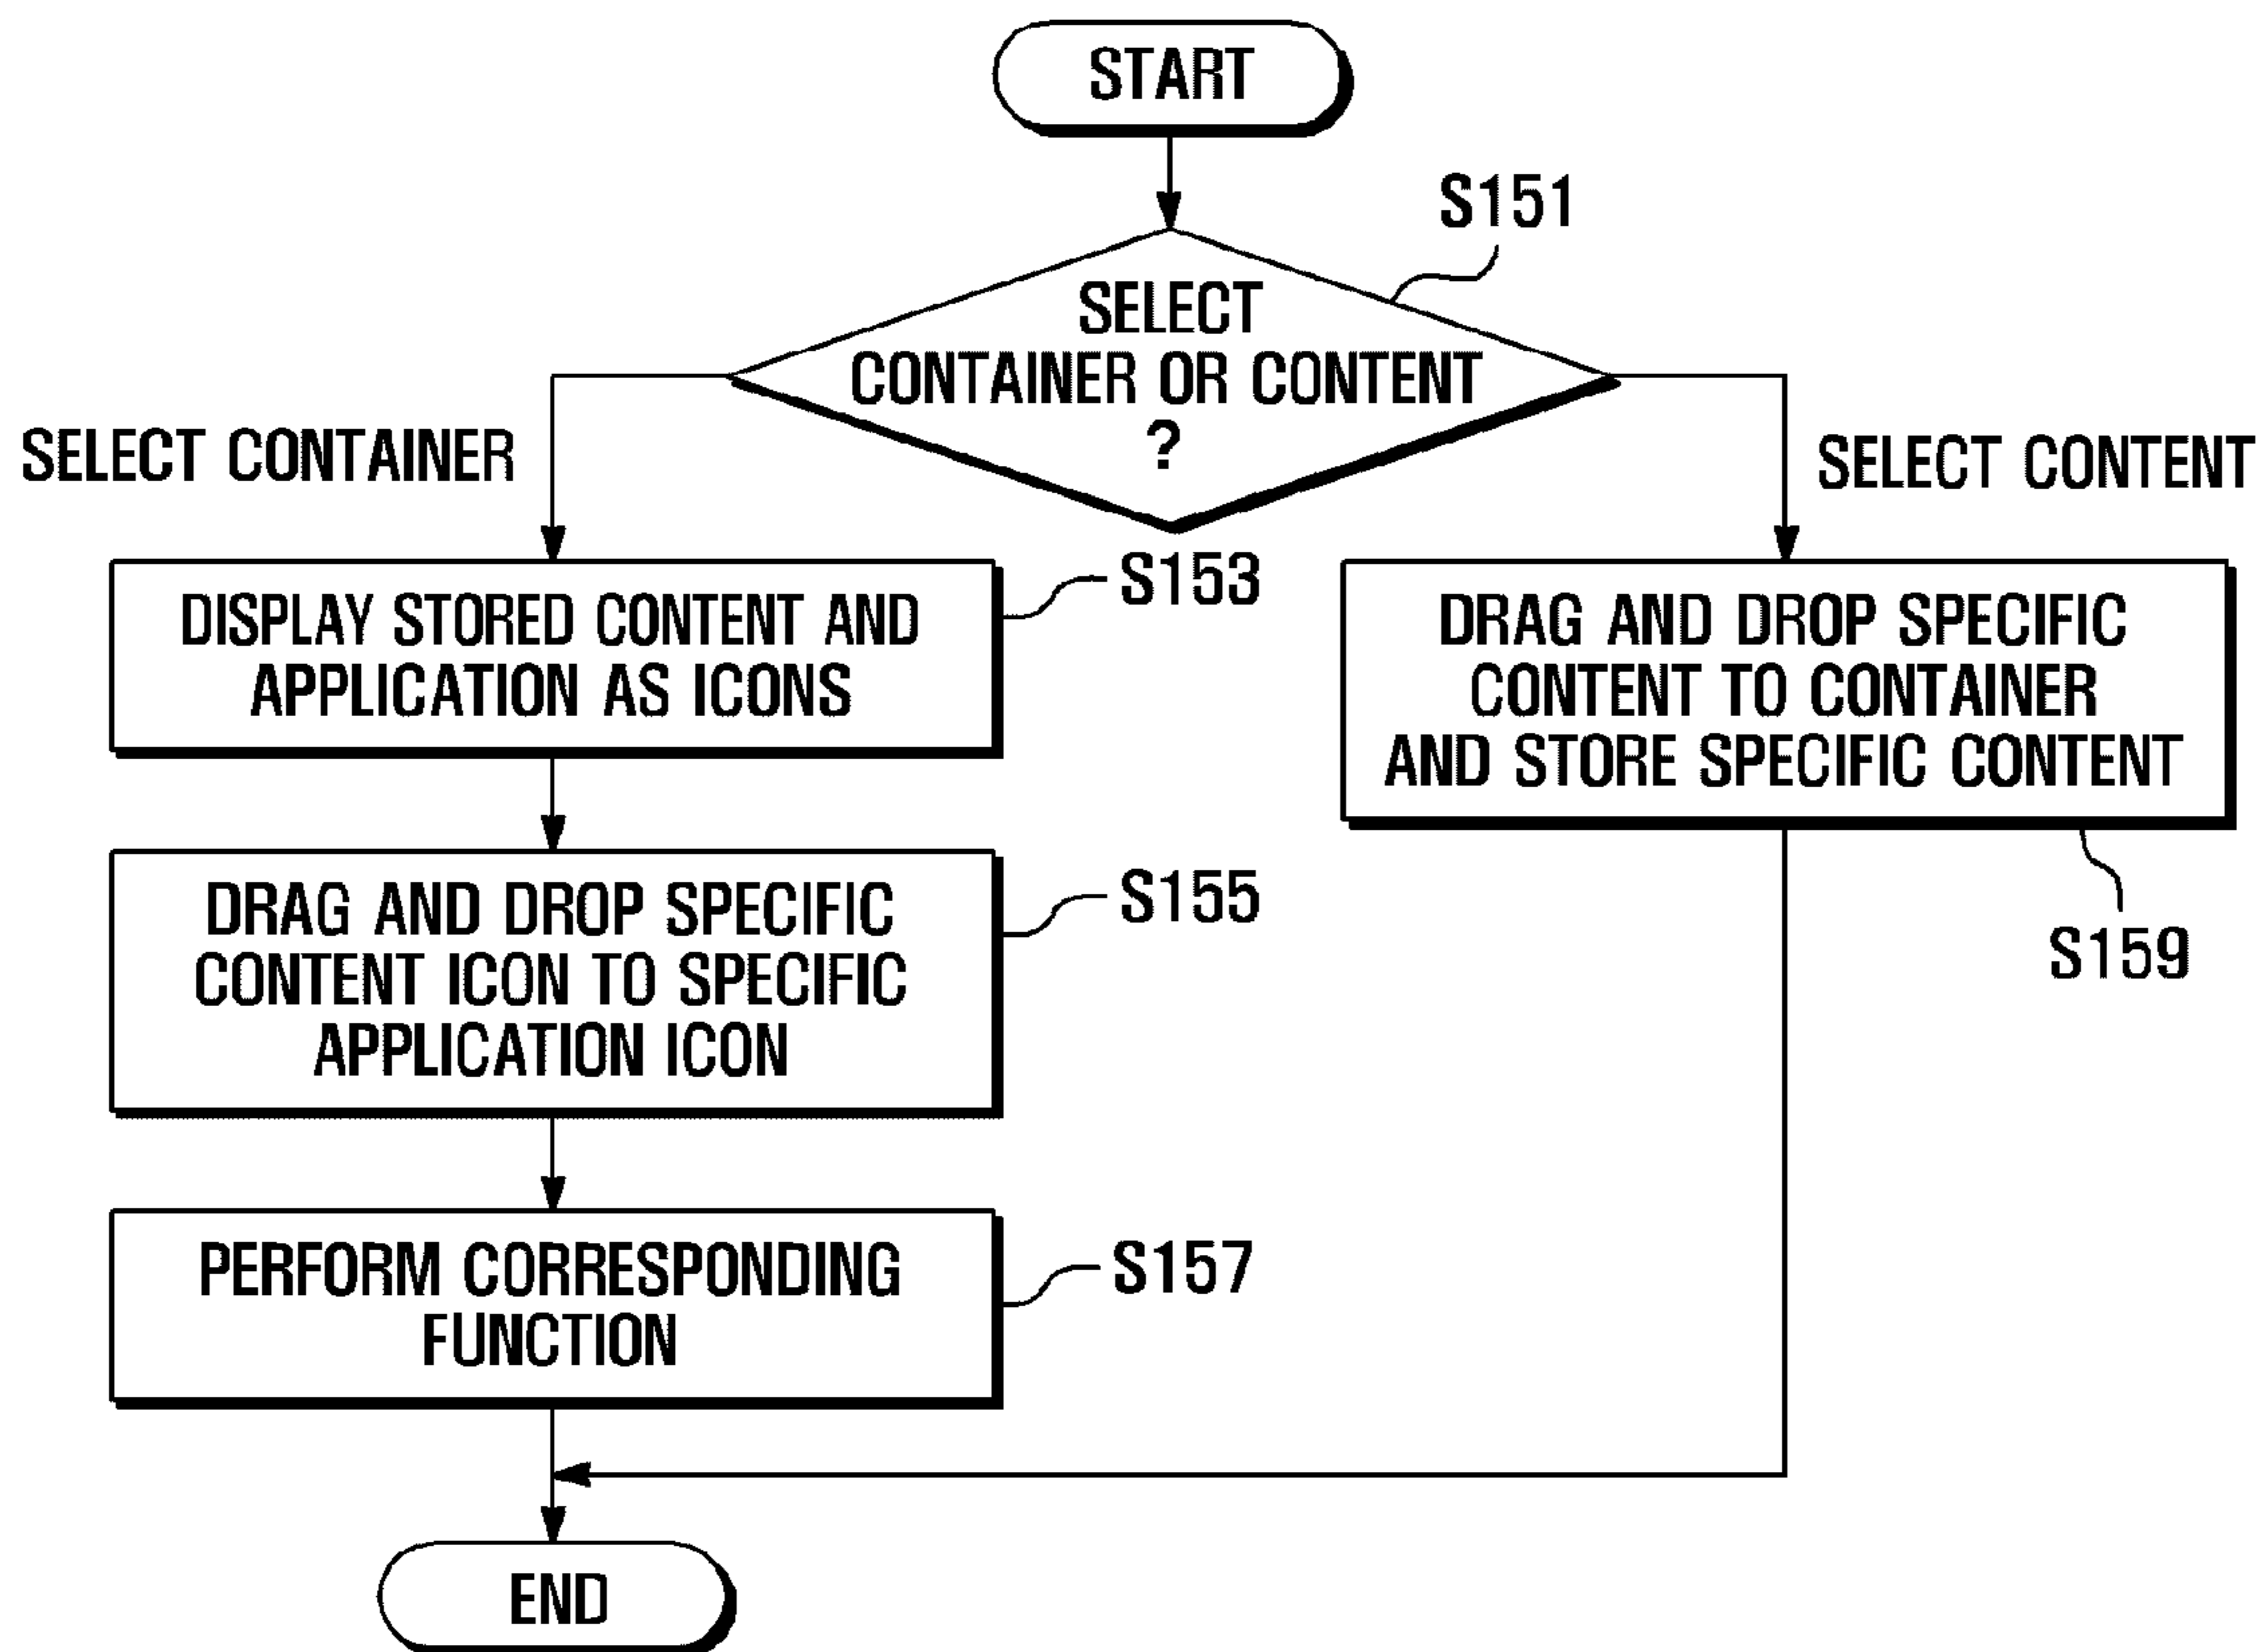 START
S151
SELECT
CONTAINER OR CONTENT
?
SELECT CONTAINER
SELECT CONTENT
DISPLAY STORED CONTENT AND
APPLICATION AS ICONS
S153
DRAG AND DROP SPECIFIC
CONTENT TO CONTAINER
AND STORE SPECIFIC CONTENT
S159
DRAG AND DROP SPECIFIC
CONTENT ICON TO SPECIFIC
APPLICATION ICON
S155
PERFORM CORRESPONDING
FUNCTION
S157
END